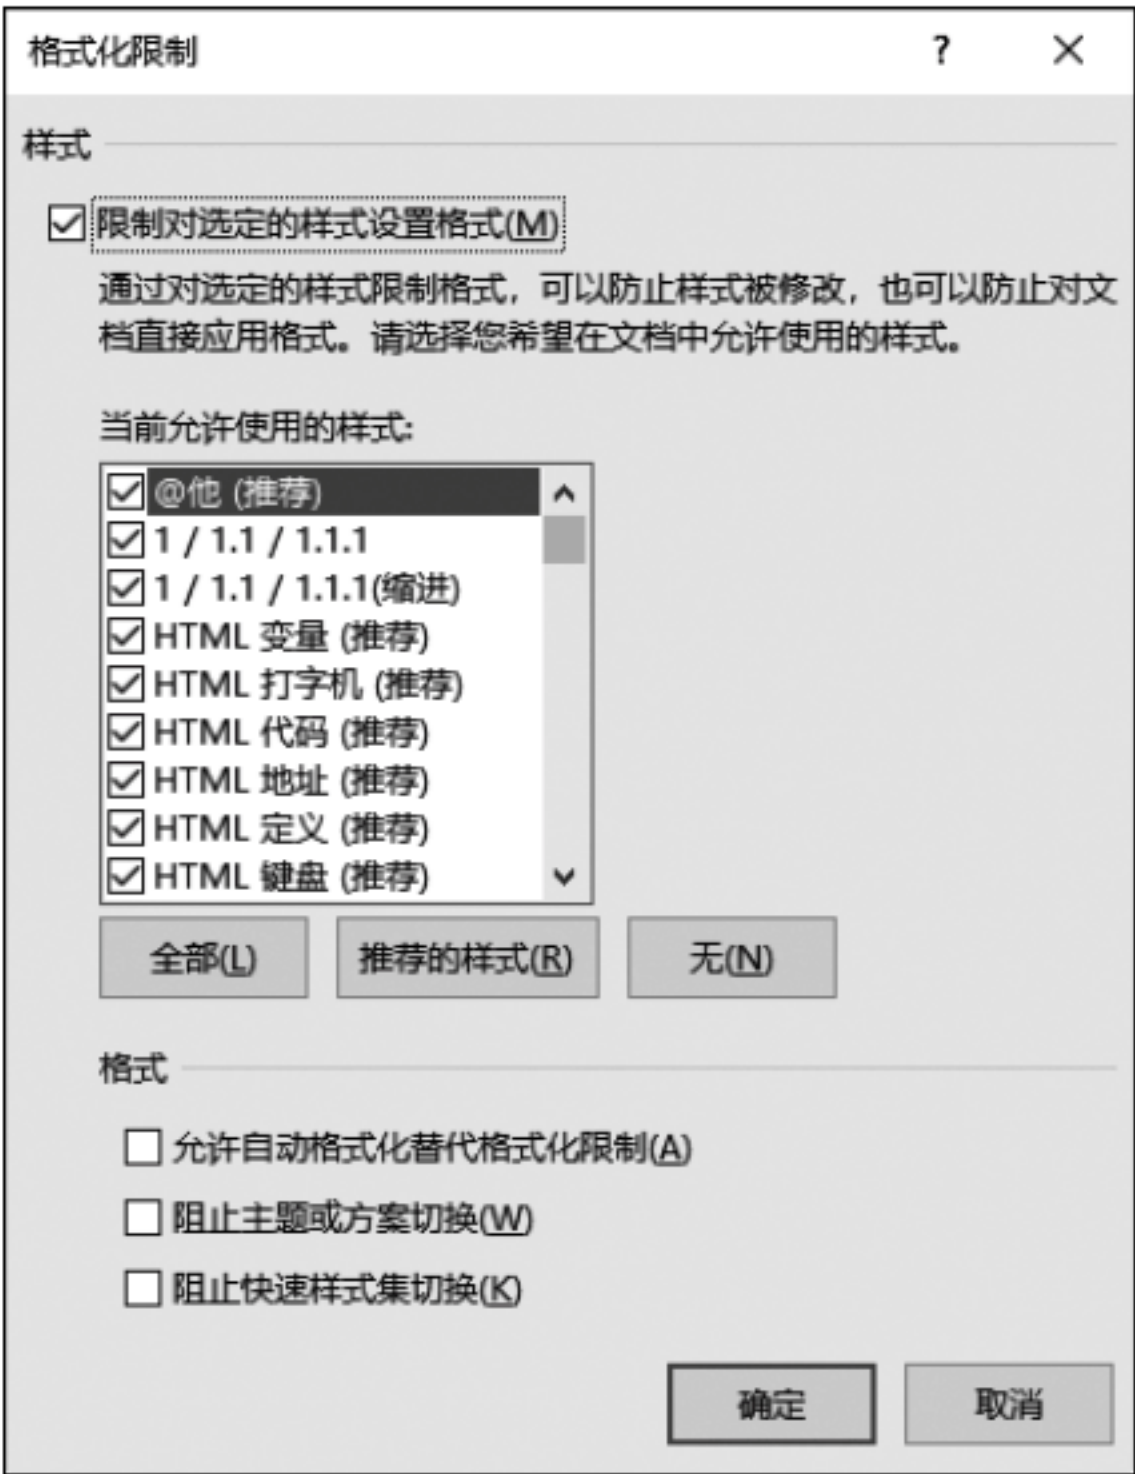 格式化限制 ?
样式
限制对选定的样式设置格式(M)
通过对选定的样式限制格式，可以防止样式被修改，也可以防止对文
档直接应用格式。请选择您希望在文档中允许使用的样式。
当前允许使用的样式:
@他 (推荐)
1 / 1.1 / 1.1.1
1 / 1.1 / 1.1.1(缩进)
HTML 变量 (推荐)
HTML 打字机 (推荐)
HTML 代码 (推荐)
HTML 地址 (推荐)
HTML 定义 (推荐)
HTML 键盘 (推荐)
全部(L) 推荐的样式(R) 无(N)
格式
允许自动格式化替代格式化限制(A)
阻止主题或方案切换(W)
阻止快速样式集切换(K)
确定 取消